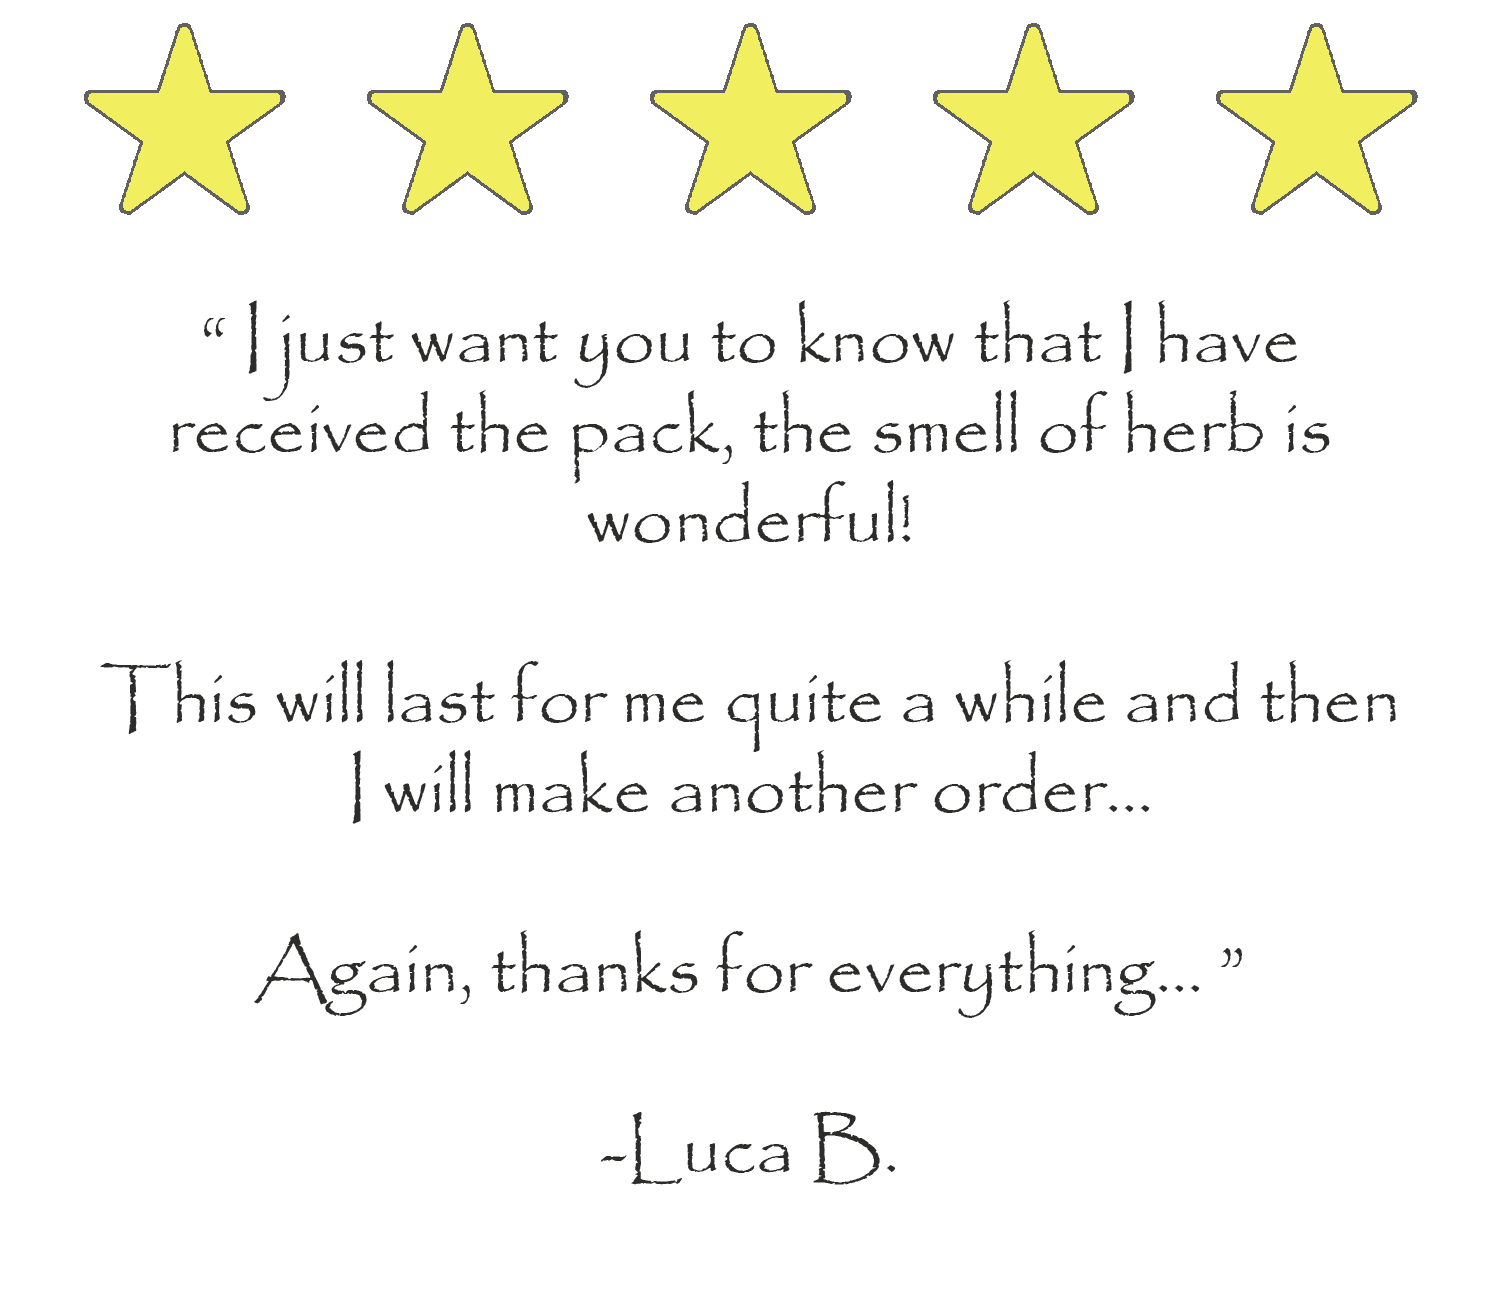 “ I just want you to know that I have
received the pack, the smell of herb is
wonderful!
This will last for me quite a while and then
I will make another order...
Again, thanks for everything... ”
-Luca B.